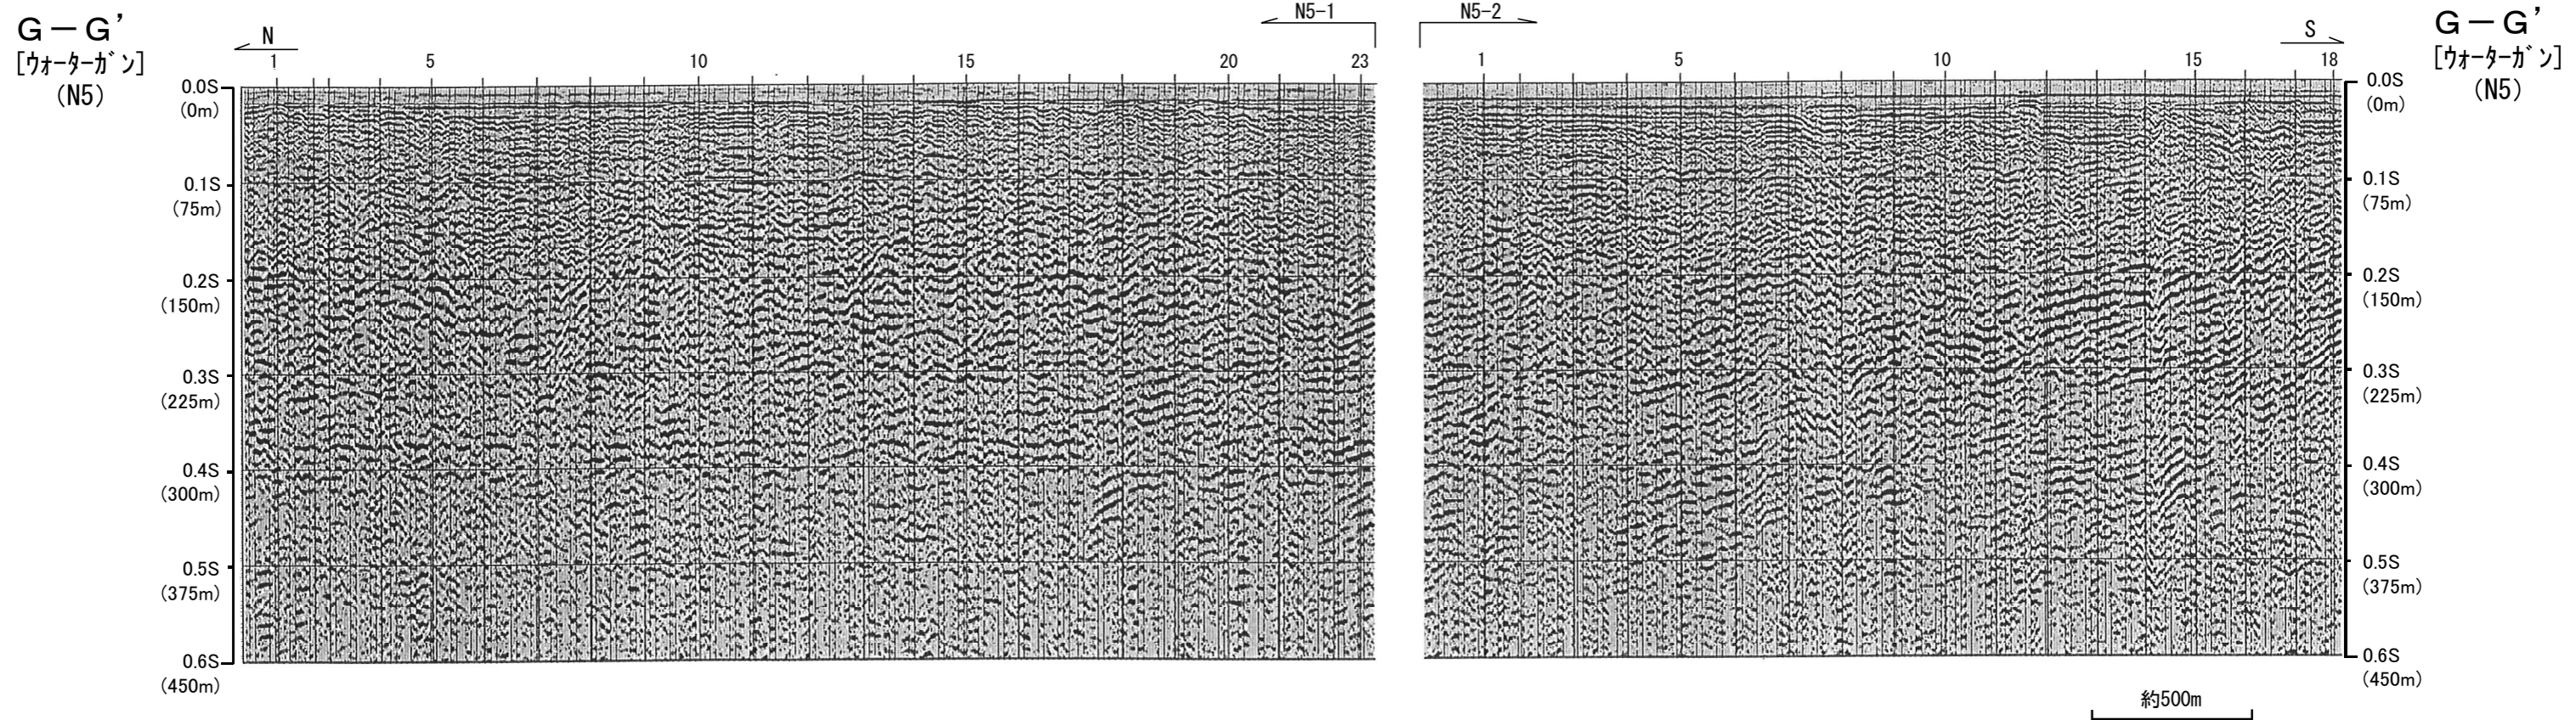 G－G’
[ｳｫｰﾀｰｶﾞﾝ]
(N5)
N
N5-1
N5-2
S
G－G’
[ｳｫｰﾀｰｶﾞﾝ]
(N5)
1 5 10 15 20 23
1 5 10 15 18
0.0S
(0m)
0.1S
(75m)
0.2S
(150m)
0.3S
(225m)
0.4S
(300m)
0.5S
(375m)
0.6S
(450m)
0.0S
(0m)
0.1S
(75m)
0.2S
(150m)
0.3S
(225m)
0.4S
(300m)
0.5S
(375m)
0.6S
(450m)
約500m